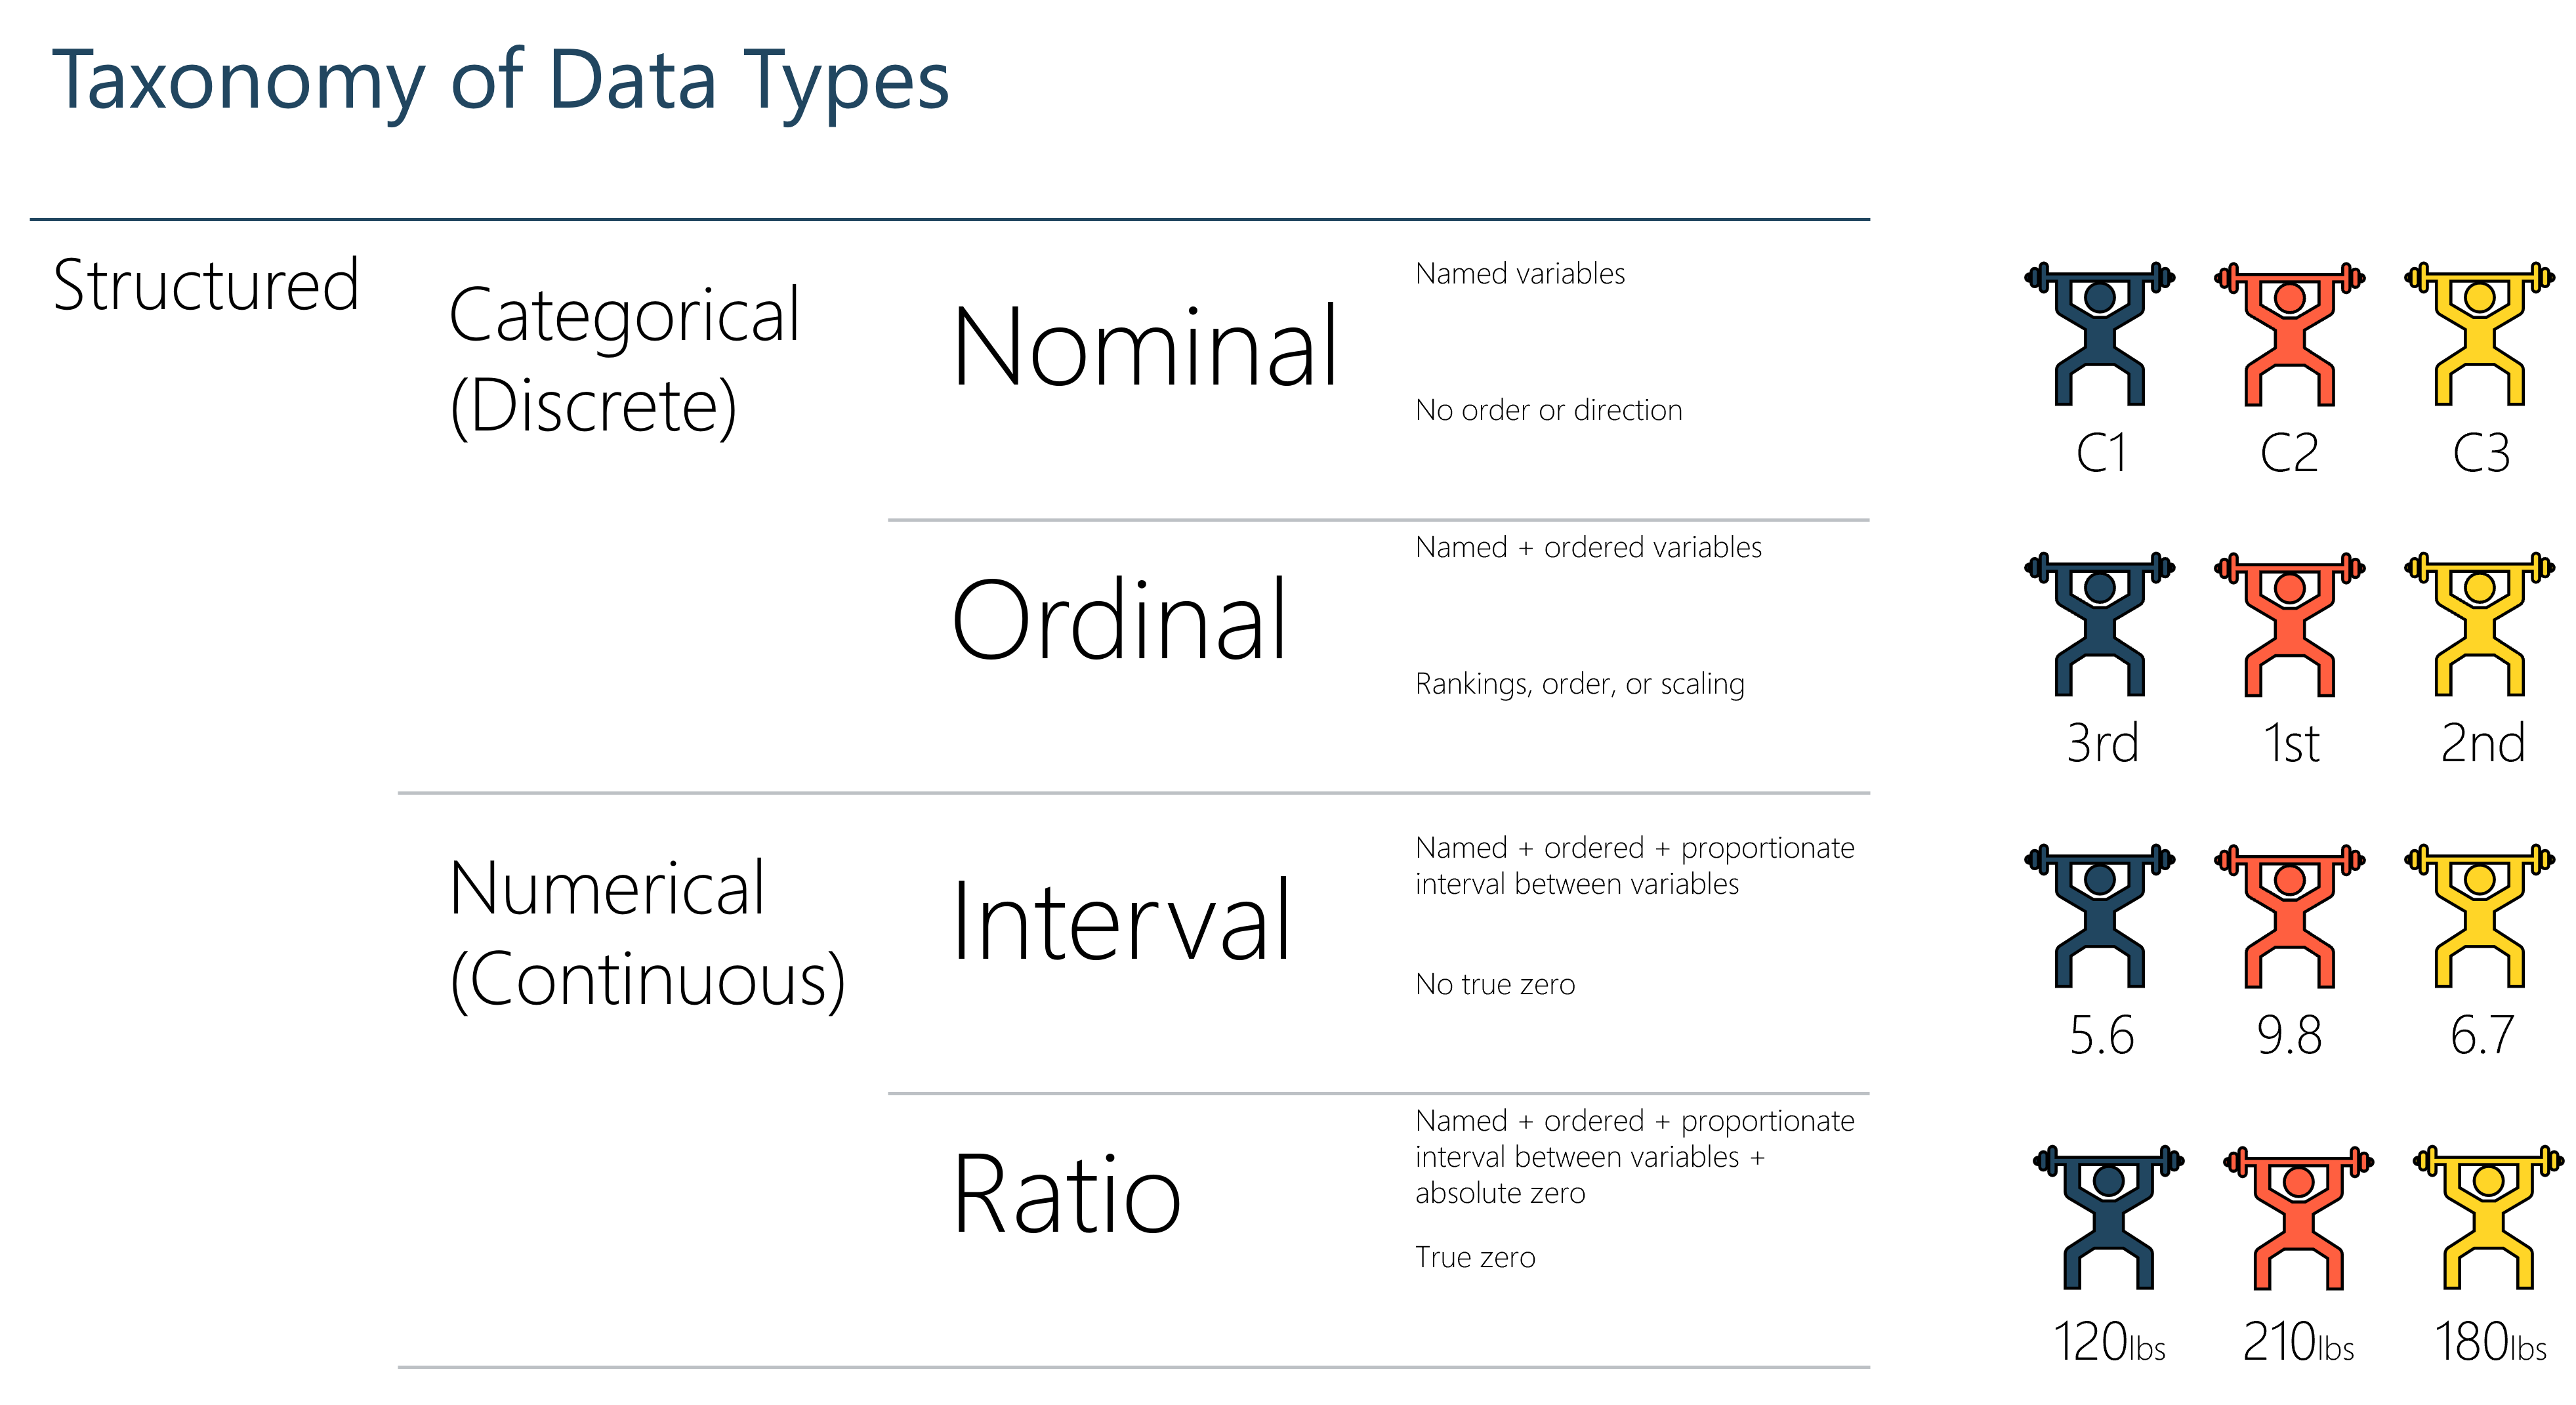 Taxonomy of Data Types
Structured
Categorical
(Discrete)
Nominal
Named variables
No order or direction
C1 C2 C3
Ordinal
Named + ordered variables
Rankings, order, or scaling
3rd 1st 2nd
Numerical
(Continuous)
Interval
Named + ordered + proportionate
interval between variables
No true zero
5.6 9.8 6.7
Ratio
Named + ordered + proportionate
interval between variables +
absolute zero
True zero
120lbs 210lbs 180lbs